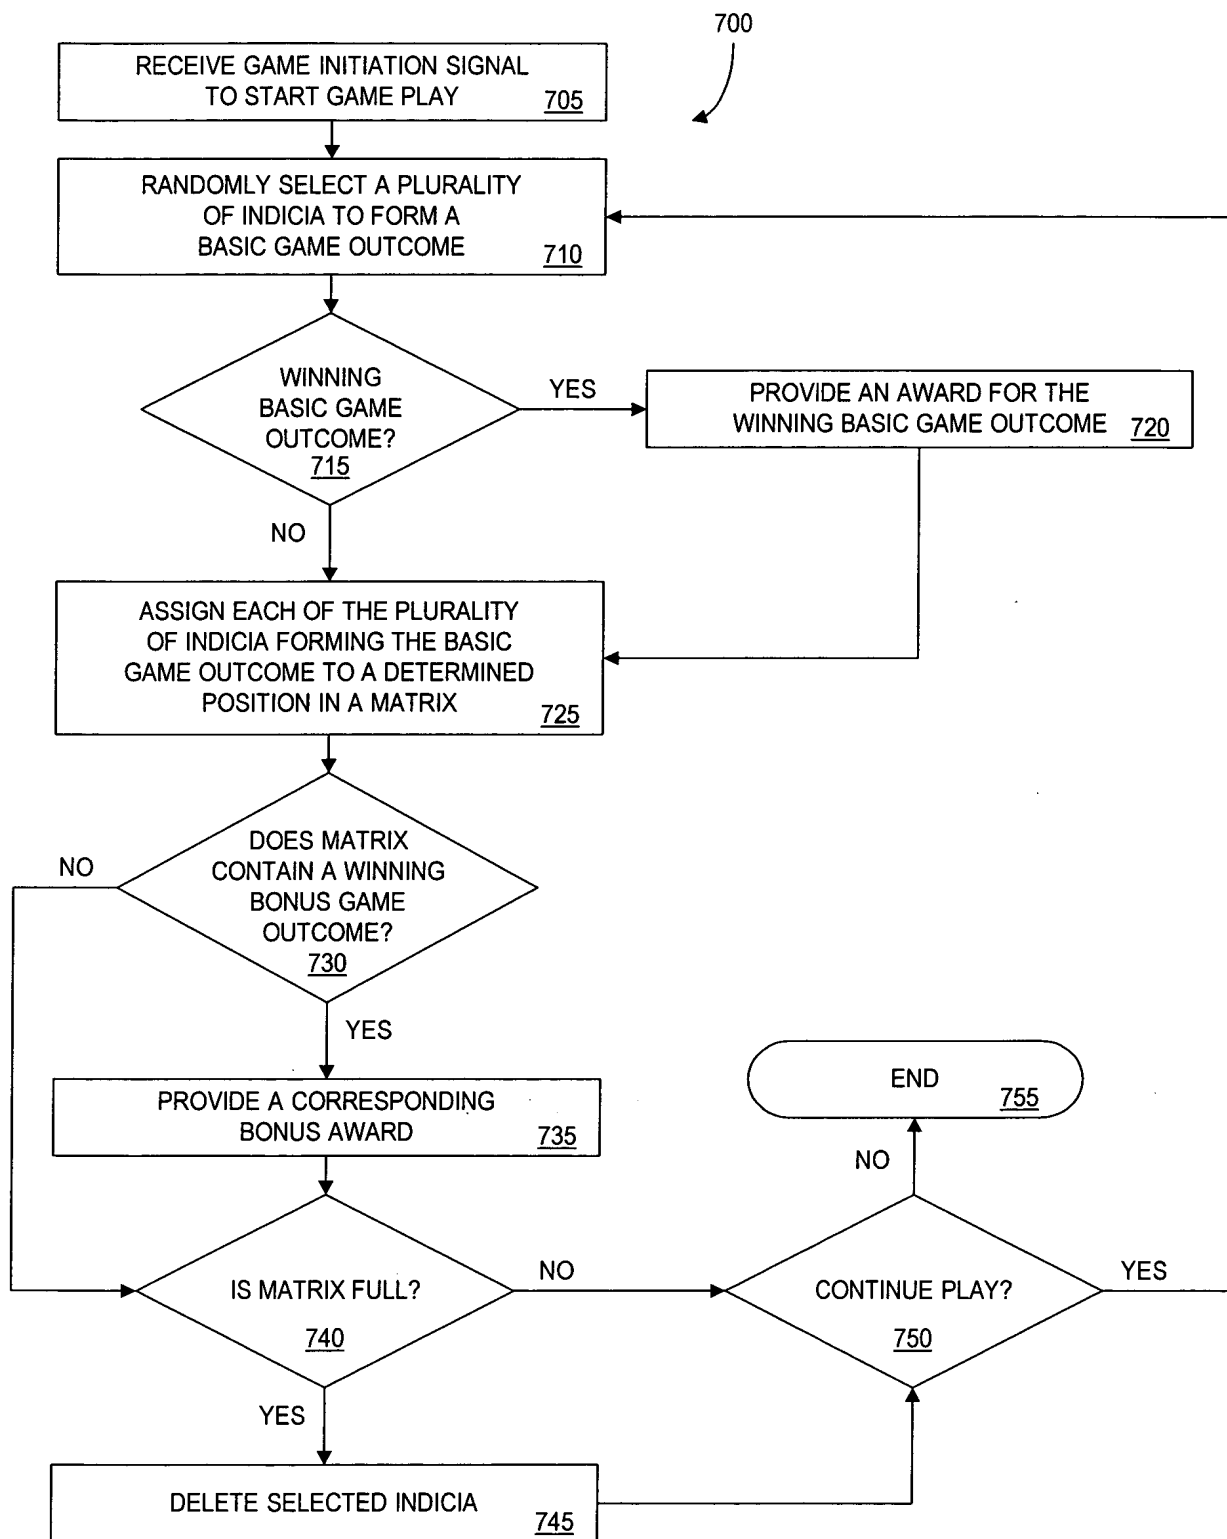 700
RECEIVE GAME INITIATION SIGNAL
TO START GAME PLAY
705
RANDOMLY SELECT A PLURALITY
OF INDICIA TO FORM A
BASIC GAME OUTCOME
710
WINNING
BASIC GAME
OUTCOME?
715
YES
PROVIDE AN AWARD FOR THE
WINNING BASIC GAME OUTCOME
720
NO
ASSIGN EACH OF THE PLURALITY
OF INDICIA FORMING THE BASIC
GAME OUTCOME TO A DETERMINED
POSITION IN A MATRIX
725
DOES MATRIX
CONTAIN A WINNING
BONUS GAME
OUTCOME?
730
NO
YES
PROVIDE A CORRESPONDING
BONUS AWARD
735
END
755
NO
IS MATRIX FULL?
740
NO
CONTINUE PLAY?
750
YES
YES
DELETE SELECTED INDICIA
745